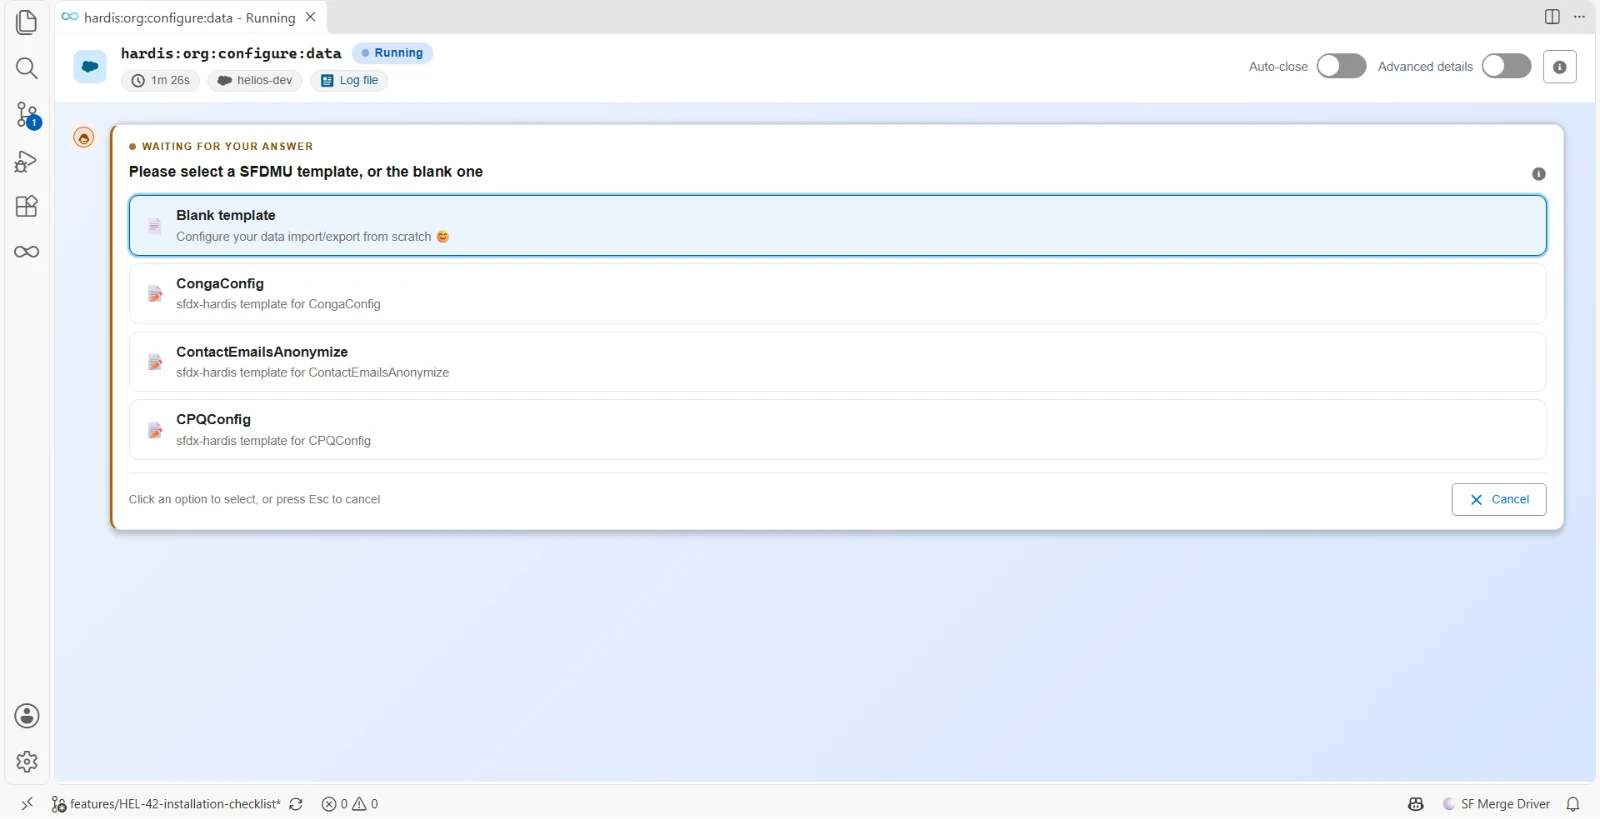 hardis:org:configure:data - Running
hardis:org:configure:data
Running
1m 26s
helios-dev
Log file
Auto-close
Advanced details
1
WAITING FOR YOUR ANSWER
Please select a SFDMU template, or the blank one
Blank template
Configure your data import/export from scratch 😊
CongaConfig
sfdx-hardis template for CongaConfig
ContactEmailsAnonymize
sfdx-hardis template for ContactEmailsAnonymize
CPQConfig
sfdx-hardis template for CPQConfig
Click an option to select, or press Esc to cancel
Cancel
features/HEL-42-installation-checklist*
0
0
SF Merge Driver